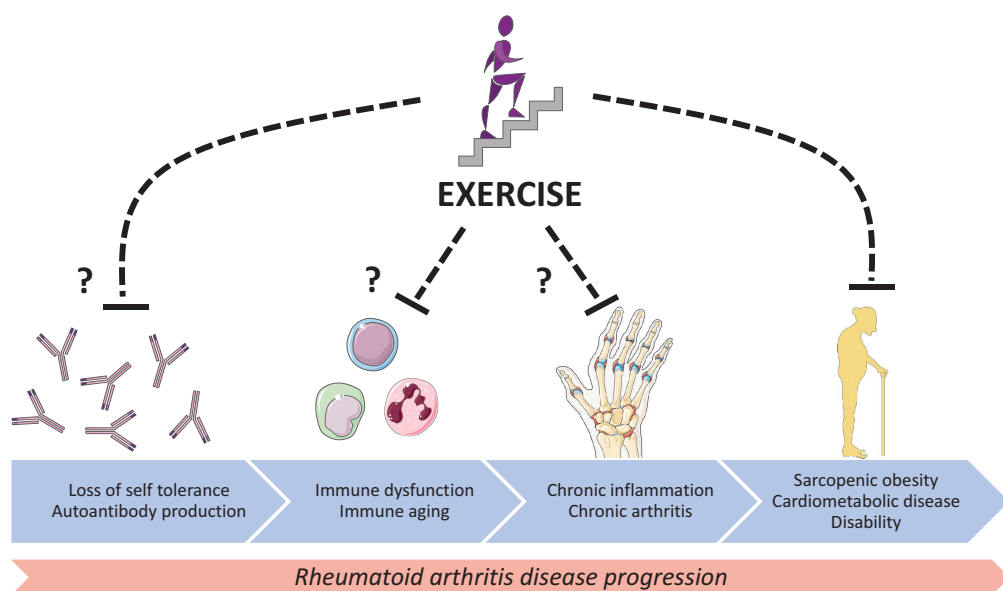 EXERCISE
?
?
?
Loss of self tolerance
Autoantibody production
Immune dysfunction
Immune aging
Chronic inflammation
Chronic arthritis
Sarcopenic obesity
Cardiometabolic disease
Disability
Rheumatoid arthritis disease progression